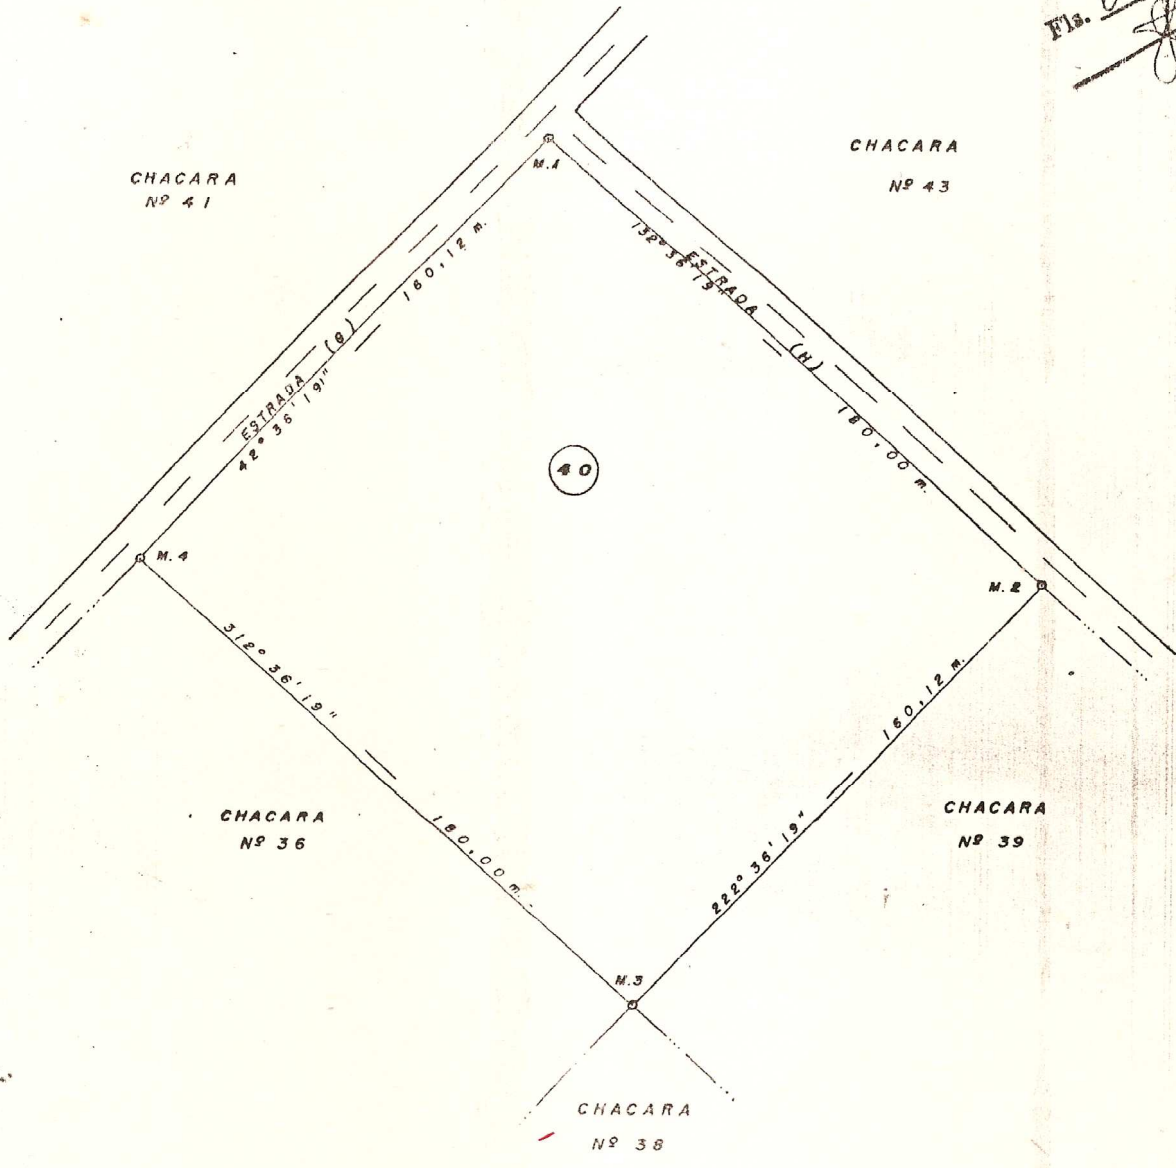 Fls.
CHACARA
Nº 41
CHACARA
Nº 43
M.1
160,12 m.
132° 36' 19"
ESTRADA (H)
ESTRADA (G)
42° 36' 19"
180,00 m.
40
M.4
M.2
312° 36' 19"
160,12 m.
CHACARA
Nº 36
CHACARA
Nº 39
180,00 m.
222° 36' 19"
M.3
CHACARA
Nº 38